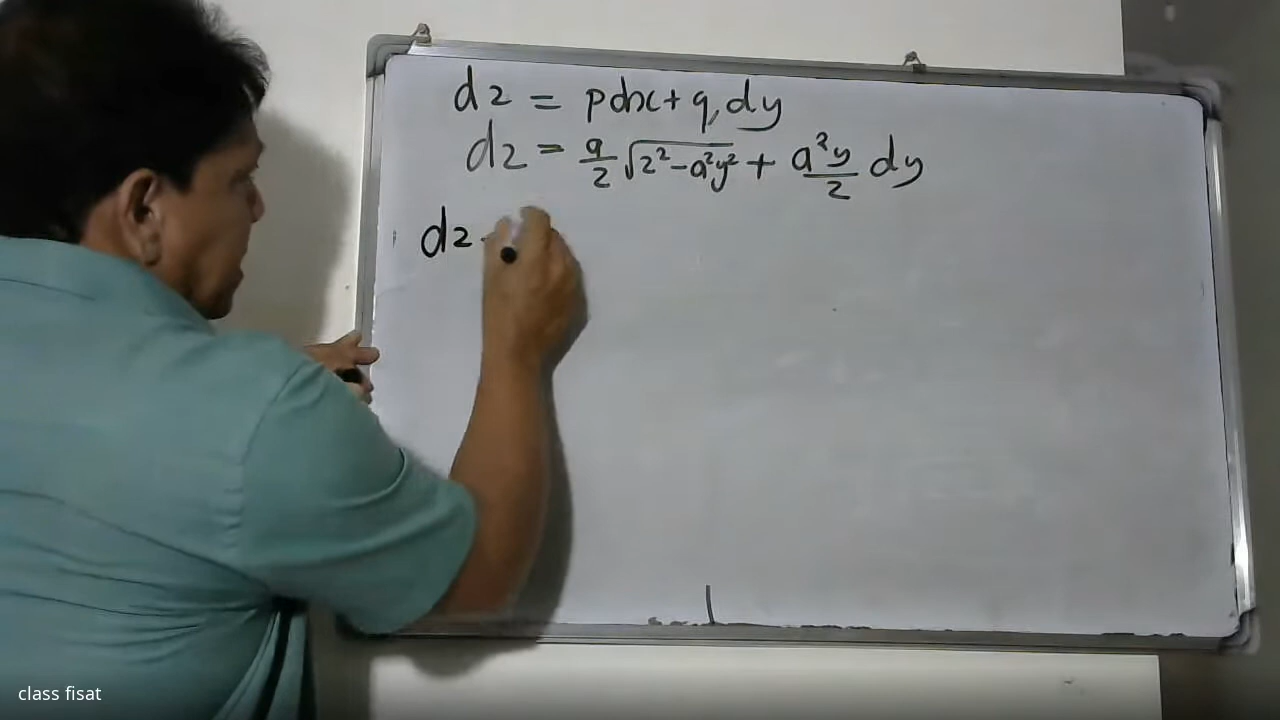 dz = pdx + q dy
dz = a/2 √(z² - a²y²) + a²y/2 dy
dz
class fisat